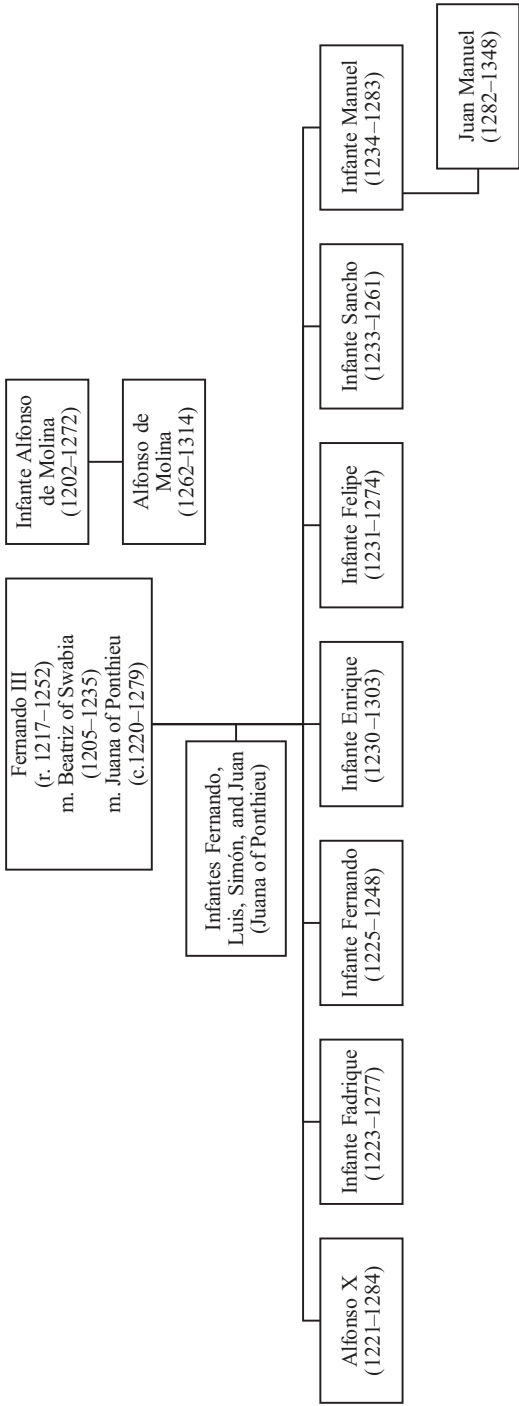 Fernando III
(r. 1217–1252)
m. Beatriz of Swabia
(1205–1235)
m. Juana of Ponthieu
(c.1220–1279)
Infante Alfonso
de Molina
(1202–1272)
Alfonso de
Molina
(1262–1314)
Infantes Fernando,
Luis, Simón, and Juan
(Juana of Ponthieu)
Alfonso X
(1221–1284)
Infante Fadrique
(1223–1277)
Infante Fernando
(1225–1248)
Infante Enrique
(1230–1303)
Infante Felipe
(1231–1274)
Infante Sancho
(1233–1261)
Infante Manuel
(1234–1283)
Juan Manuel
(1282–1348)